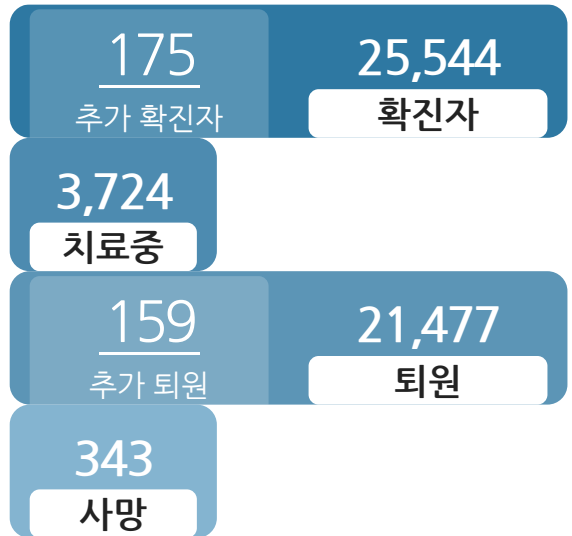 175
추가 확진자
25,544
확진자
3,724
치료중
159
추가 퇴원
21,477
퇴원
343
사망